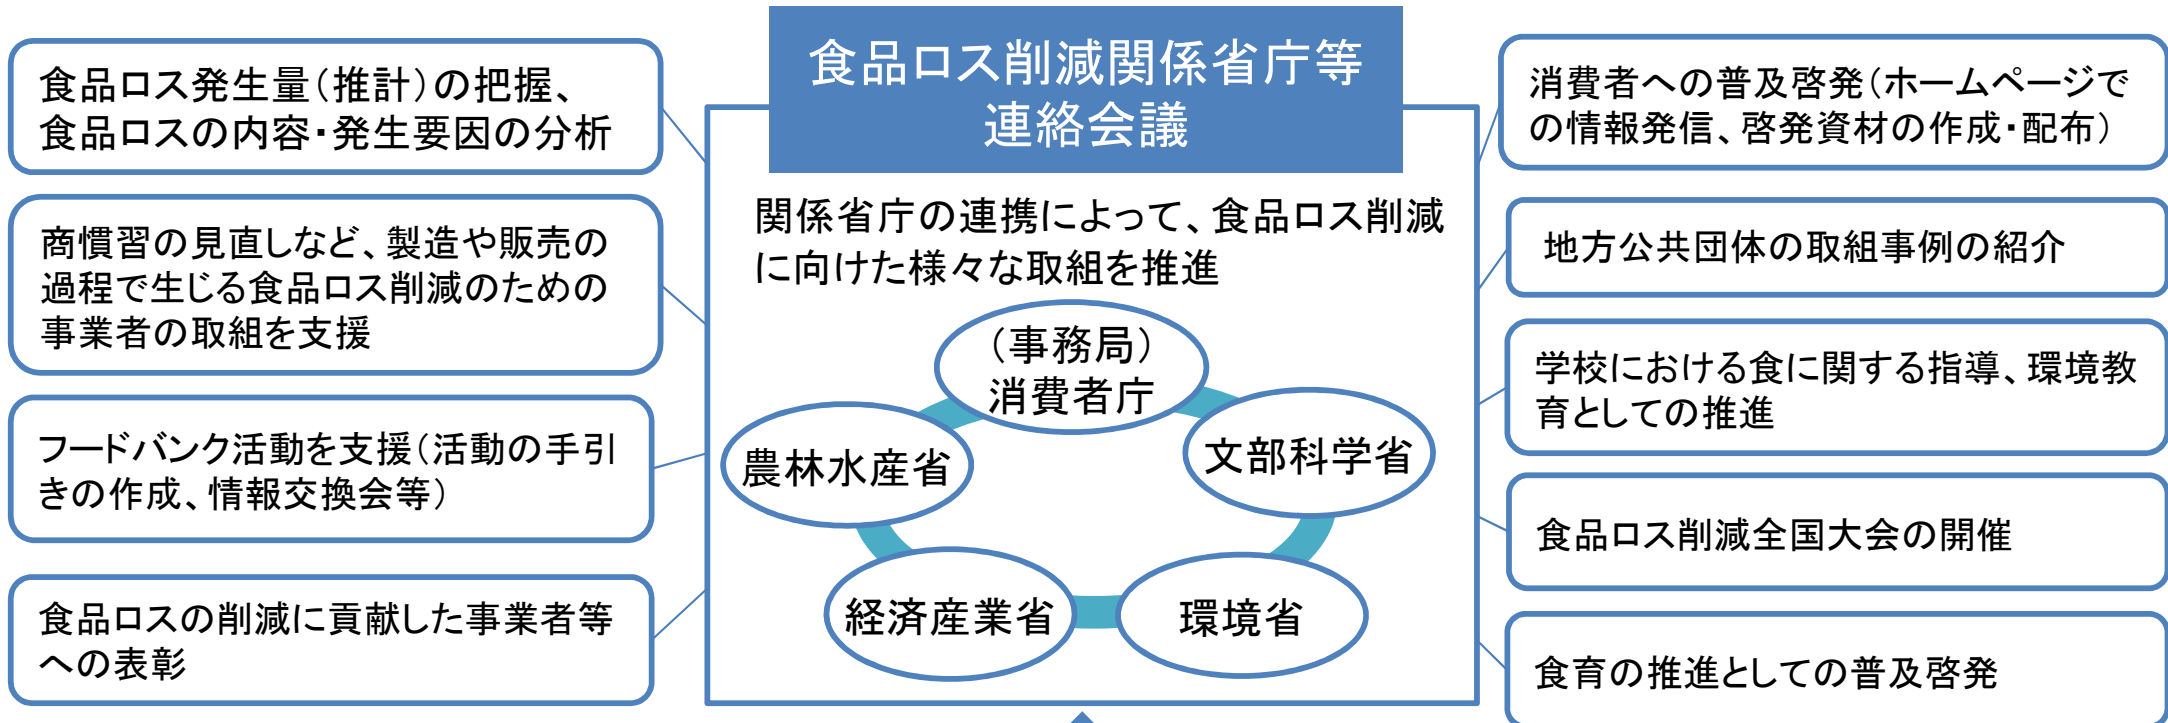 食品ロス削減関係省庁等
連絡会議
関係省庁の連携によって、食品ロス削減
に向けた様々な取組を推進
（事務局）
消費者庁
農林水産省
文部科学省
経済産業省
環境省
食品ロス発生量（推計）の把握、
食品ロスの内容・発生要因の分析
商慣習の見直しなど、製造や販売の
過程で生じる食品ロス削減のための
事業者の取組を支援
フードバンク活動を支援（活動の手引
きの作成、情報交換会等）
食品ロスの削減に貢献した事業者等
への表彰
消費者への普及啓発（ホームページで
の情報発信、啓発資材の作成・配布）
地方公共団体の取組事例の紹介
学校における食に関する指導、環境教
育としての推進
食品ロス削減全国大会の開催
食育の推進としての普及啓発